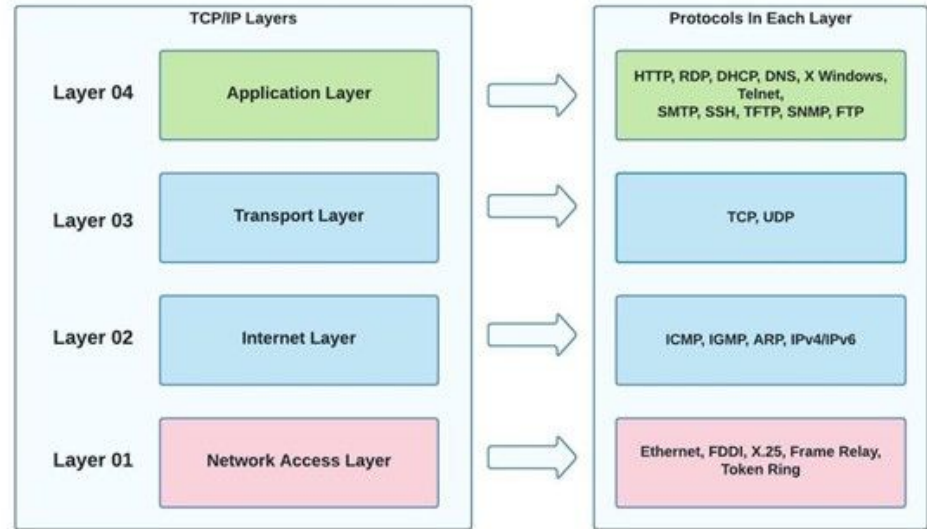 TCP/IP Layers
Protocols In Each Layer
Layer 04
Application Layer
HTTP, RDP, DHCP, DNS, X Windows,
Telnet,
SMTP, SSH, TFTP, SNMP, FTP
Layer 03
Transport Layer
TCP, UDP
Layer 02
Internet Layer
ICMP, IGMP, ARP, IPv4/IPv6
Layer 01
Network Access Layer
Ethernet, FDDI, X.25, Frame Relay,
Token Ring